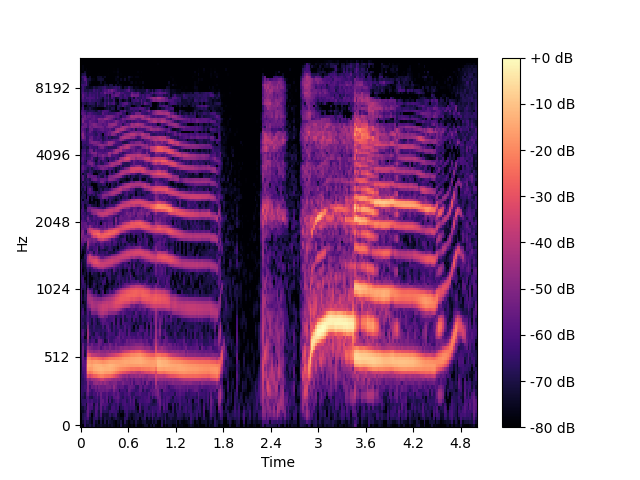 +0 dB
8192
-10 dB
4096
-20 dB
-30 dB
2048
Hz
-40 dB
1024
-50 dB
512
-60 dB
-70 dB
0
-80 dB
0 0.6 1.2 1.8 2.4 3 3.6 4.2 4.8
Time